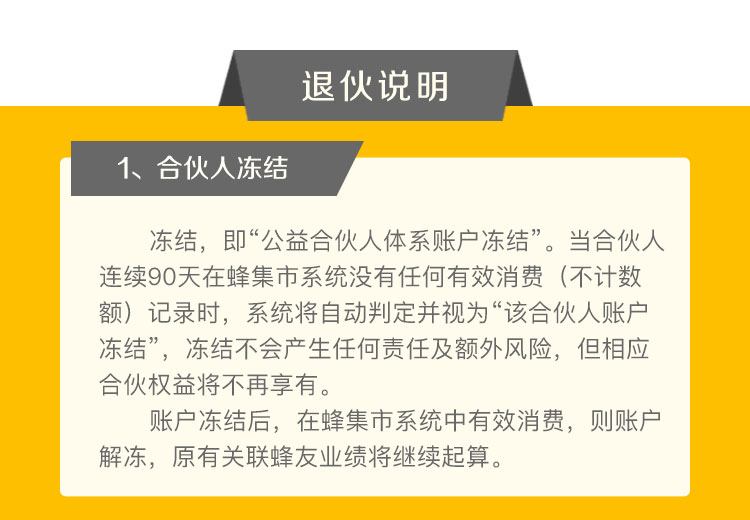 退伙说明
1、合伙人冻结
冻结，即“公益合伙人体系账户冻结”。当合伙人
连续90天在蜂集市系统没有任何有效消费（不计数
额）记录时，系统将自动判定并视为“该合伙人账户
冻结”，冻结不会产生任何责任及额外风险，但相应
合伙权益将不再享有。
账户冻结后，在蜂集市系统中有效消费，则账户
解冻，原有关联蜂友业绩将继续起算。